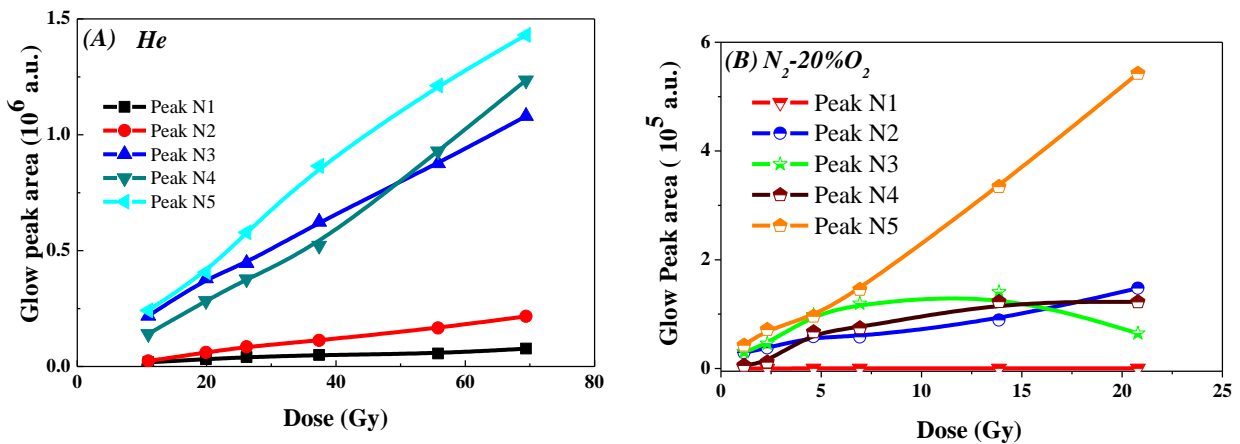 (A) He
Glow peak area (10^6 a.u.)
1.5
1.0
0.5
0.0
Peak N1
Peak N2
Peak N3
Peak N4
Peak N5
0 20 40 60 80
Dose (Gy)
(B) N_2-20%O_2
Glow Peak area ( 10^5 a.u.)
6
4
2
0
Peak N1
Peak N2
Peak N3
Peak N4
Peak N5
0 5 10 15 20 25
Dose (Gy)